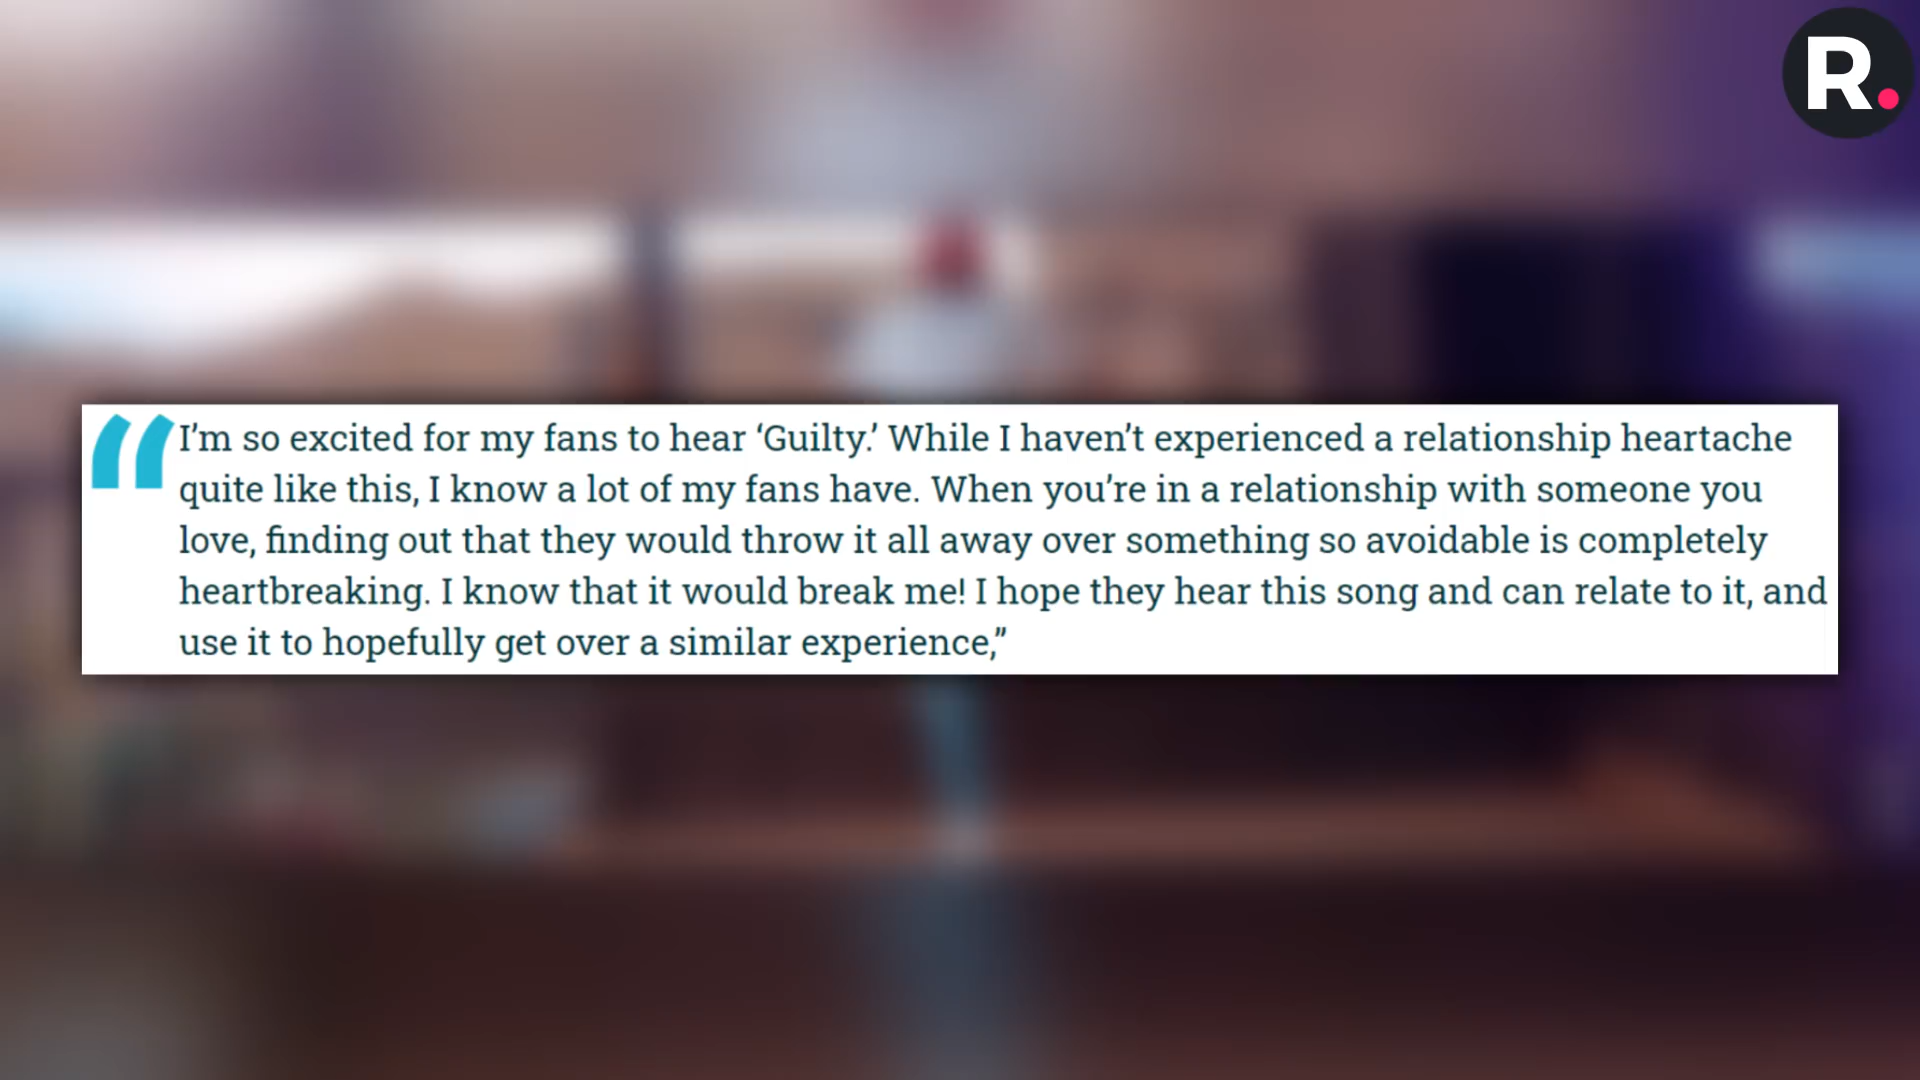 R.
“I’m so excited for my fans to hear ‘Guilty.’ While I haven’t experienced a relationship heartache
quite like this, I know a lot of my fans have. When you’re in a relationship with someone you
love, finding out that they would throw it all away over something so avoidable is completely
heartbreaking. I know that it would break me! I hope they hear this song and can relate to it, and
use it to hopefully get over a similar experience,”